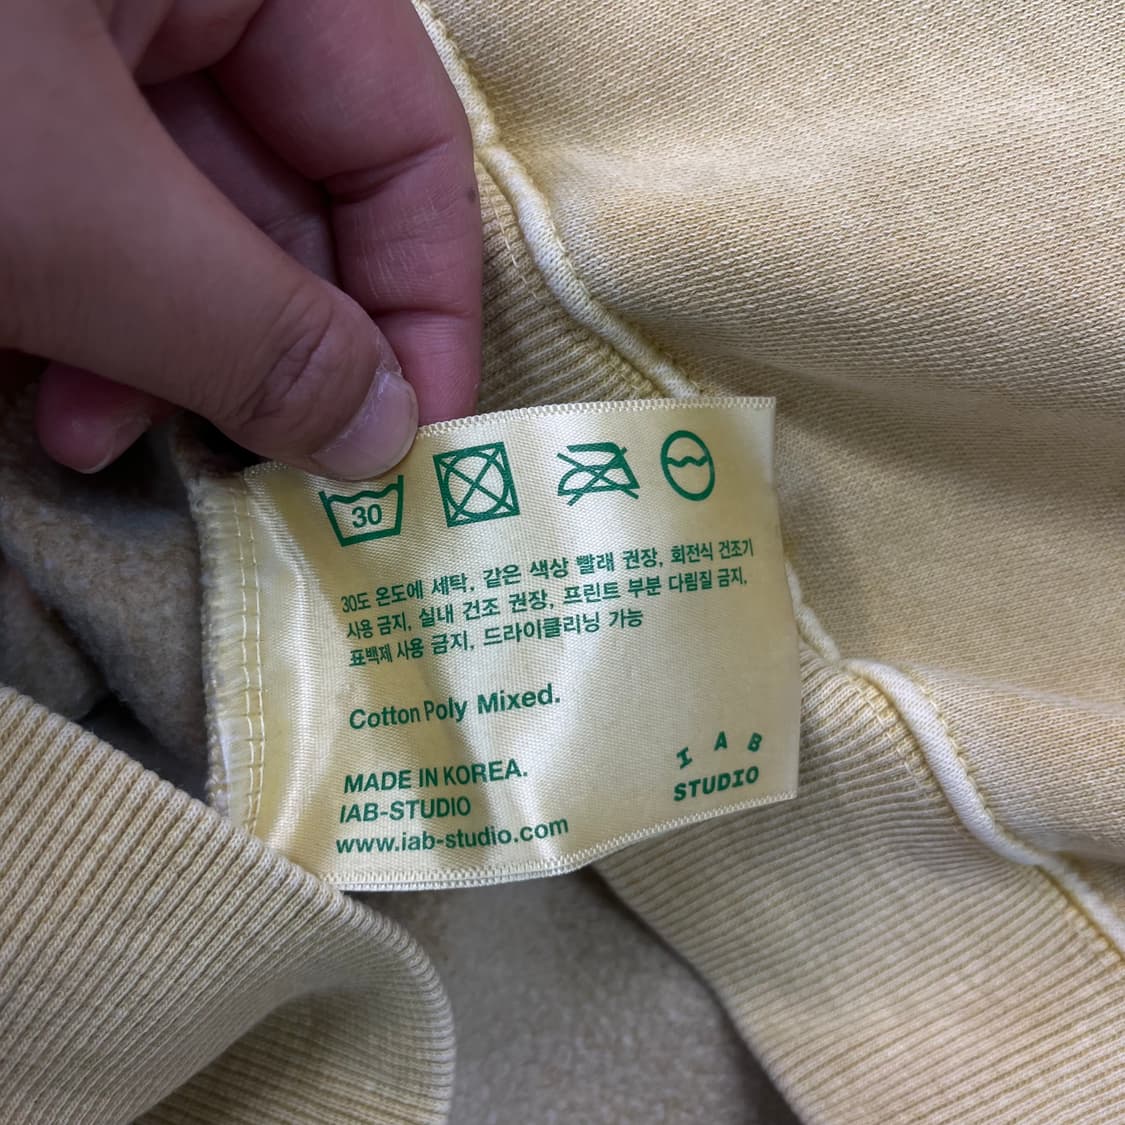 30
30도 온도에 세탁, 같은 색상 빨래 권장, 회전식 건조기
사용 금지, 실내 건조 권장, 프린트 부분 다림질 금지,
표백제 사용 금지, 드라이클리닝 가능
Cotton Poly Mixed.
MADE IN KOREA.
IAB-STUDIO
www.iab-studio.com
I A B
STUDIO